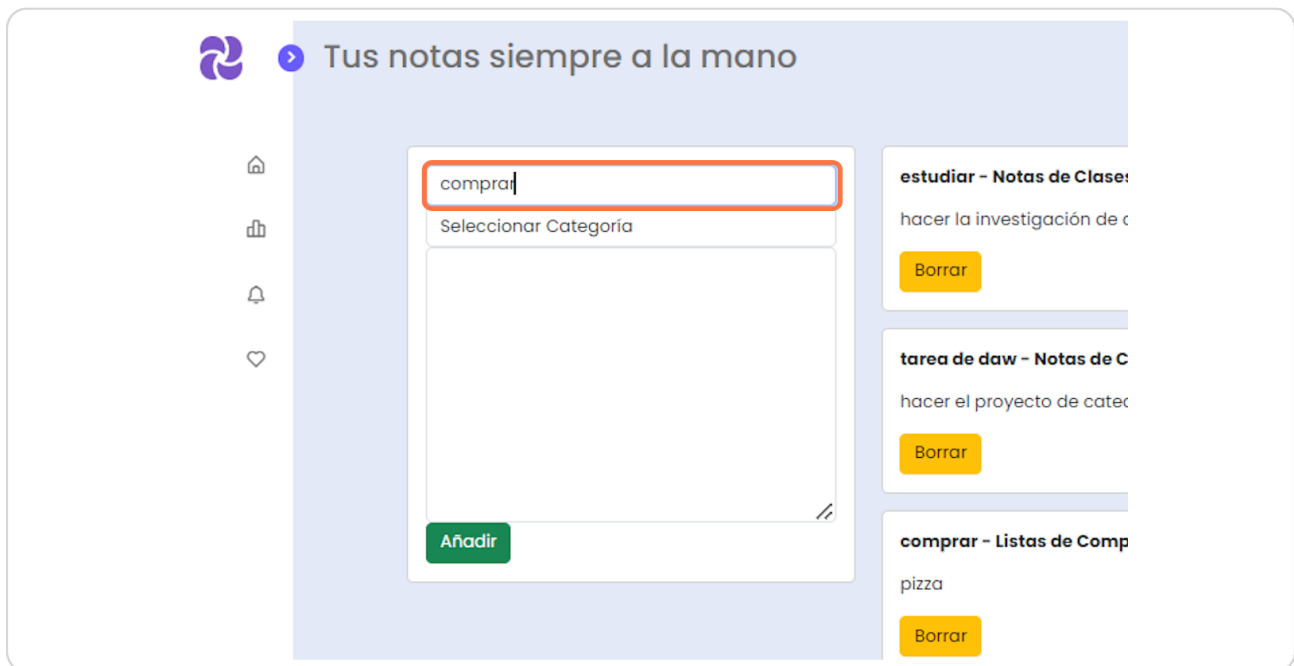 Tus notas siempre a la mano
comprar
Seleccionar Categoría
Añadir
estudiar - Notas de Clases
hacer la investigación de
Borrar
tarea de daw - Notas de C
hacer el proyecto de cate
Borrar
comprar - Listas de Comp
pizza
Borrar